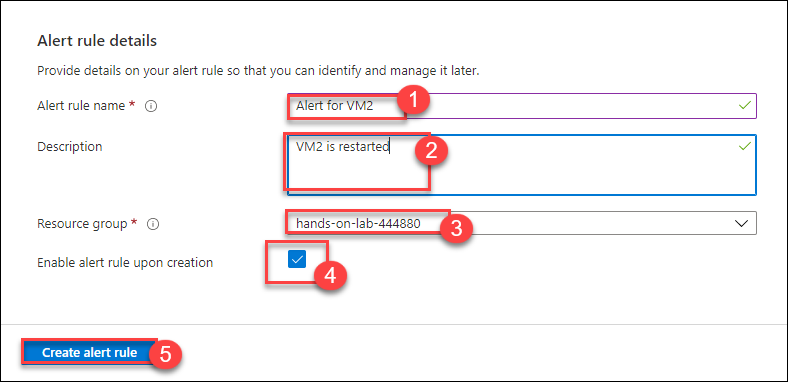 Alert rule details
Provide details on your alert rule so that you can identify and manage it later.
Alert rule name * Alert for VM2 1
Description VM2 is restarted 2
Resource group * hands-on-lab-444880 3
Enable alert rule upon creation 4
Create alert rule 5